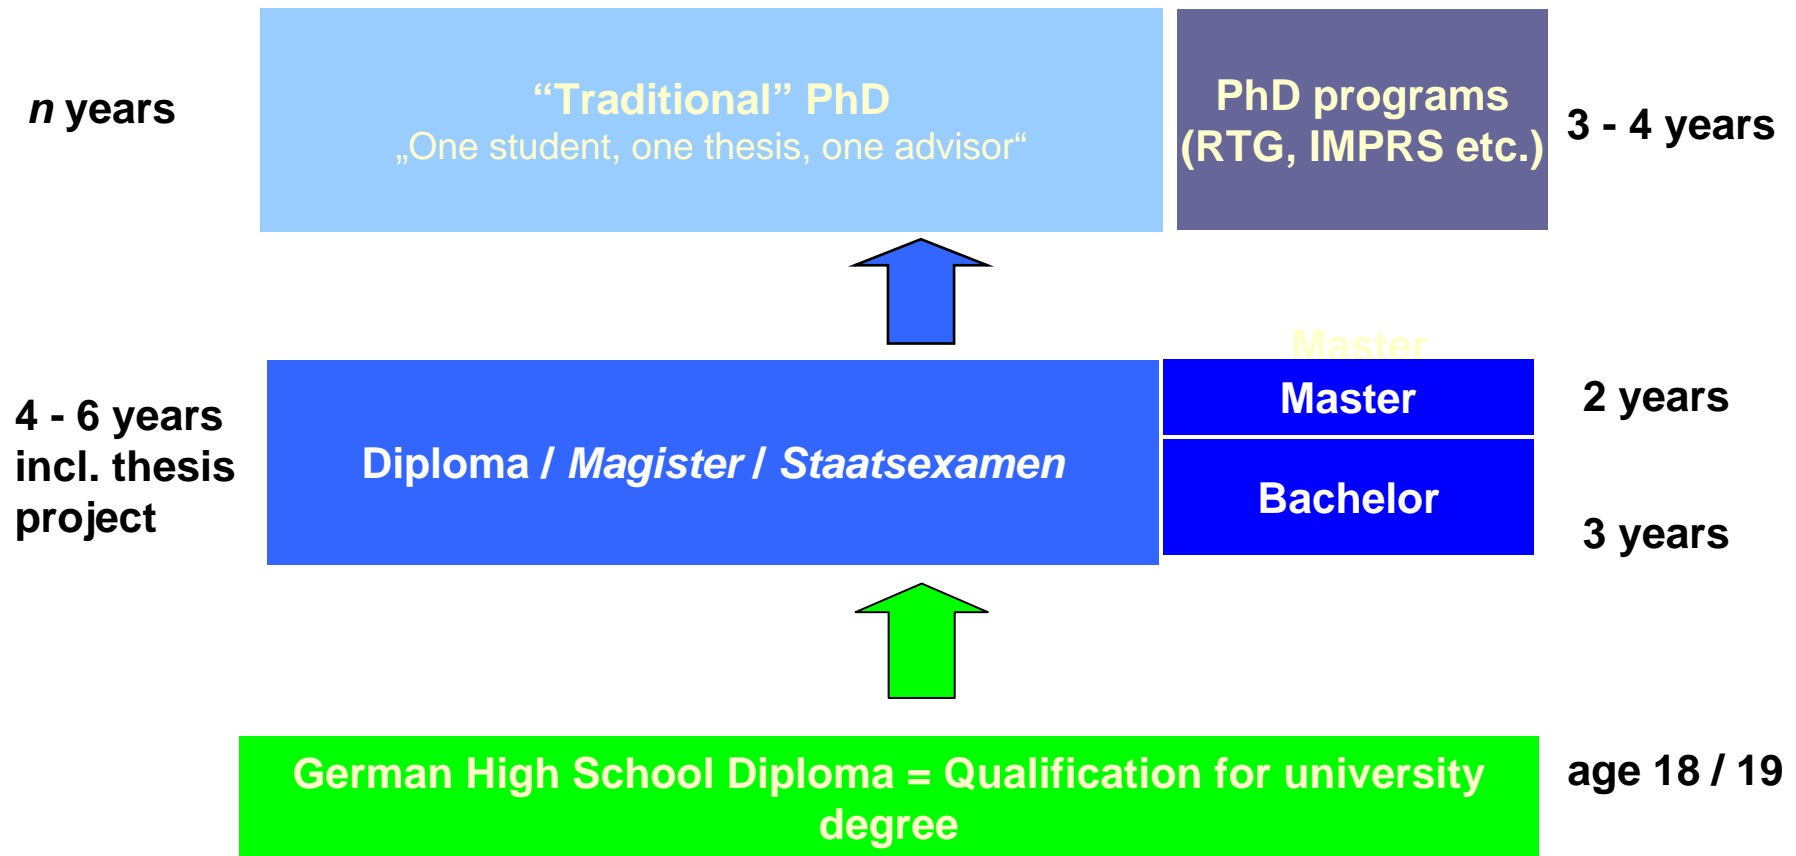 n years
“Traditional” PhD
„One student, one thesis, one advisor“
PhD programs
(RTG, IMPRS etc.)
3 - 4 years
4 - 6 years
incl. thesis
project
Diploma / Magister / Staatsexamen
Master
Master
2 years
Bachelor
3 years
German High School Diploma = Qualification for university
degree
age 18 / 19